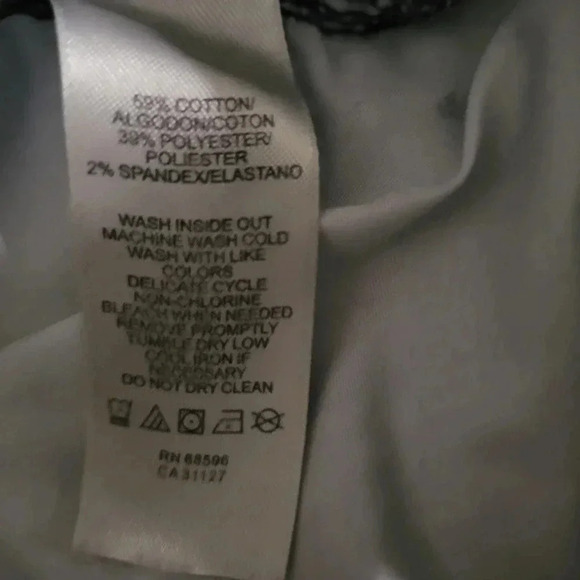 59% COTTON/
ALGODON/COTON
39% POLYESTER/
POLIESTER
2% SPANDEX/ELASTANO
WASH INSIDE OUT
MACHINE WASH COLD
WASH WITH LIKE
COLORS
DELICATE CYCLE
NON-CHLORINE
BLEACH WHEN NEEDED
REMOVE PROMPTLY
TUMBLE DRY LOW
COOL IRON IF
NECESSARY
DO NOT DRY CLEAN
RN 68596
CA 31127